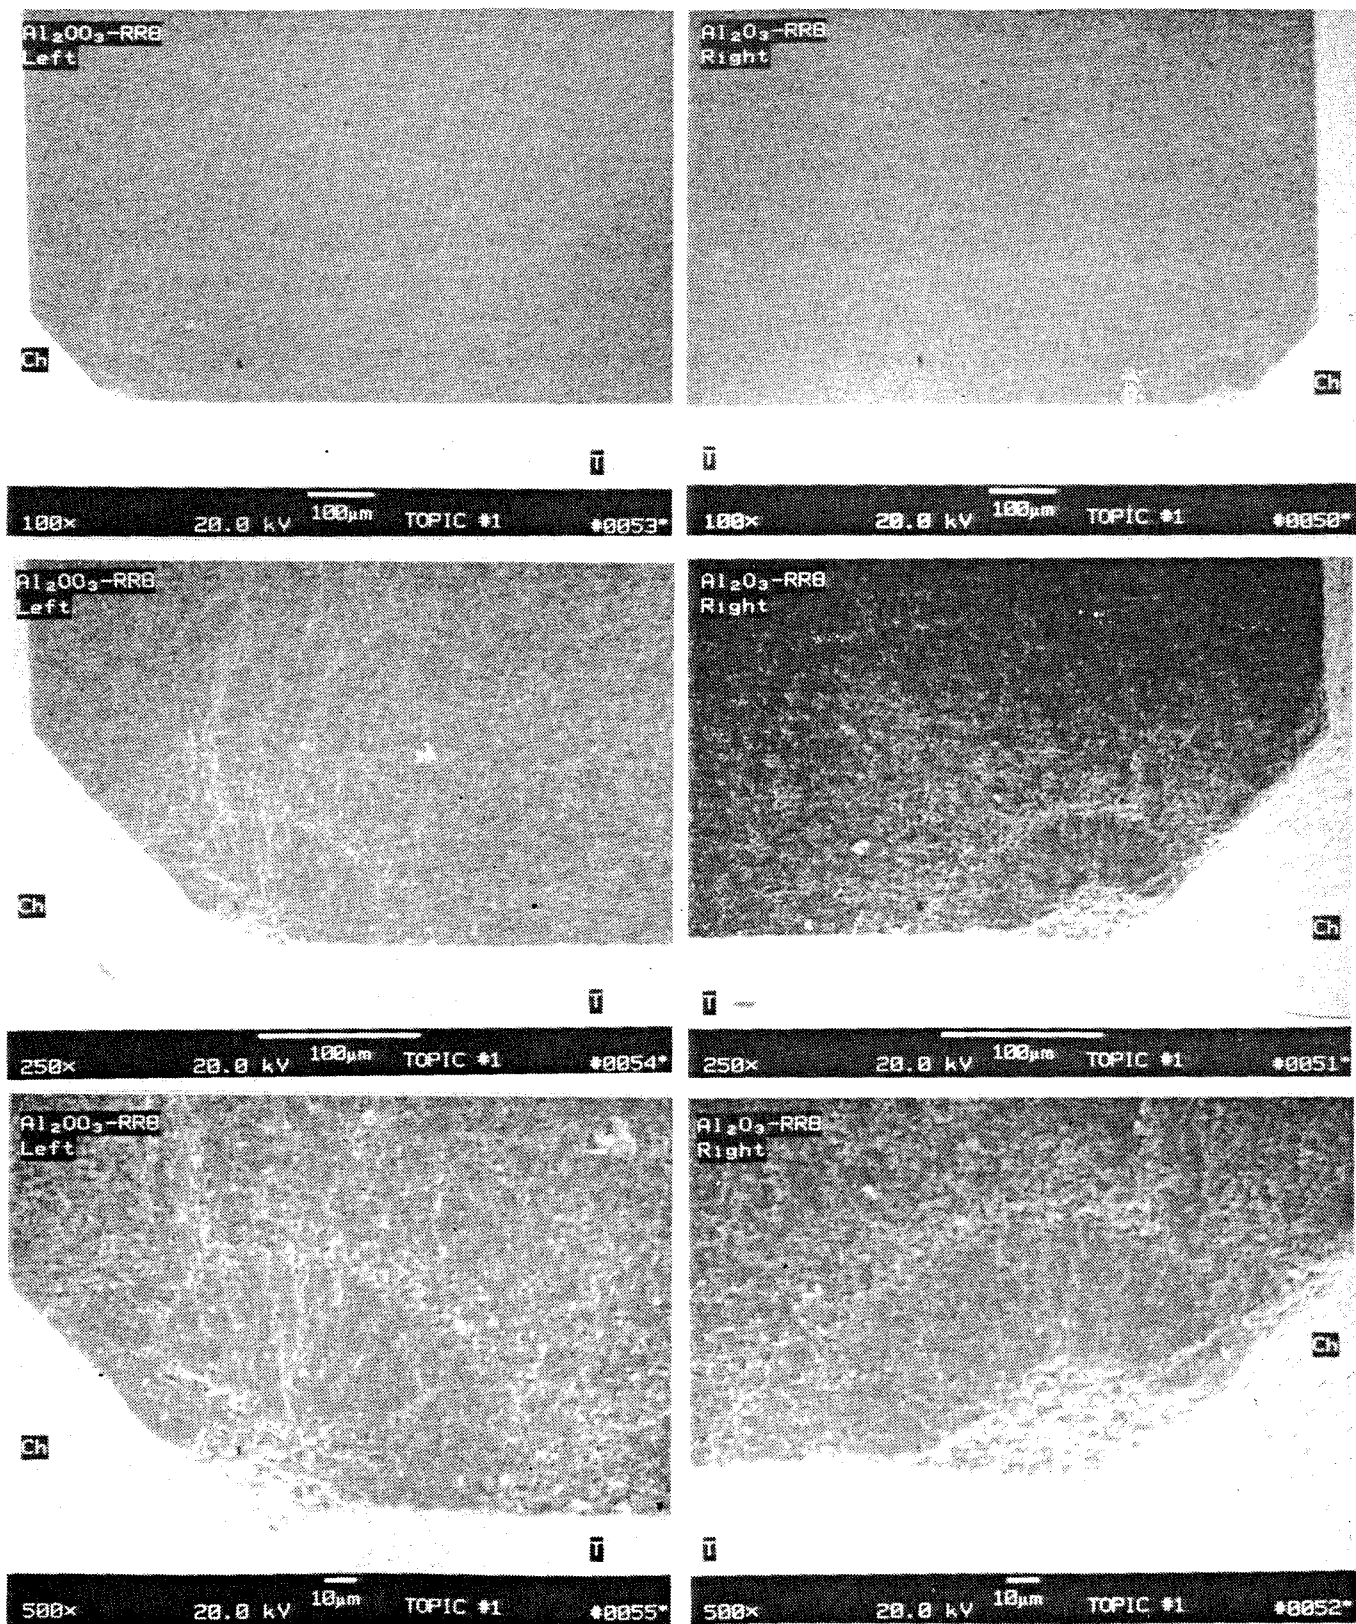 Al₂OO₃-RR8
Left
Ch
T̅
100× 20.0 kV 100µm TOPIC #1 #0053*
Al₂O₃-RR8
Right
Ch
T̅
100× 20.0 kV 100µm TOPIC #1 #0050*
Al₂OO₃-RR8
Left
Ch
T̅
250× 20.0 kV 100µm TOPIC #1 #0054*
Al₂O₃-RR8
Right
Ch
T̅
250× 20.0 kV 100µm TOPIC #1 #0051*
Al₂OO₃-RR8
Left
Ch
T̅
500× 20.0 kV 10µm TOPIC #1 #0055*
Al₂O₃-RR8
Right
Ch
T̅
500× 20.0 kV 10µm TOPIC #1 #0052*